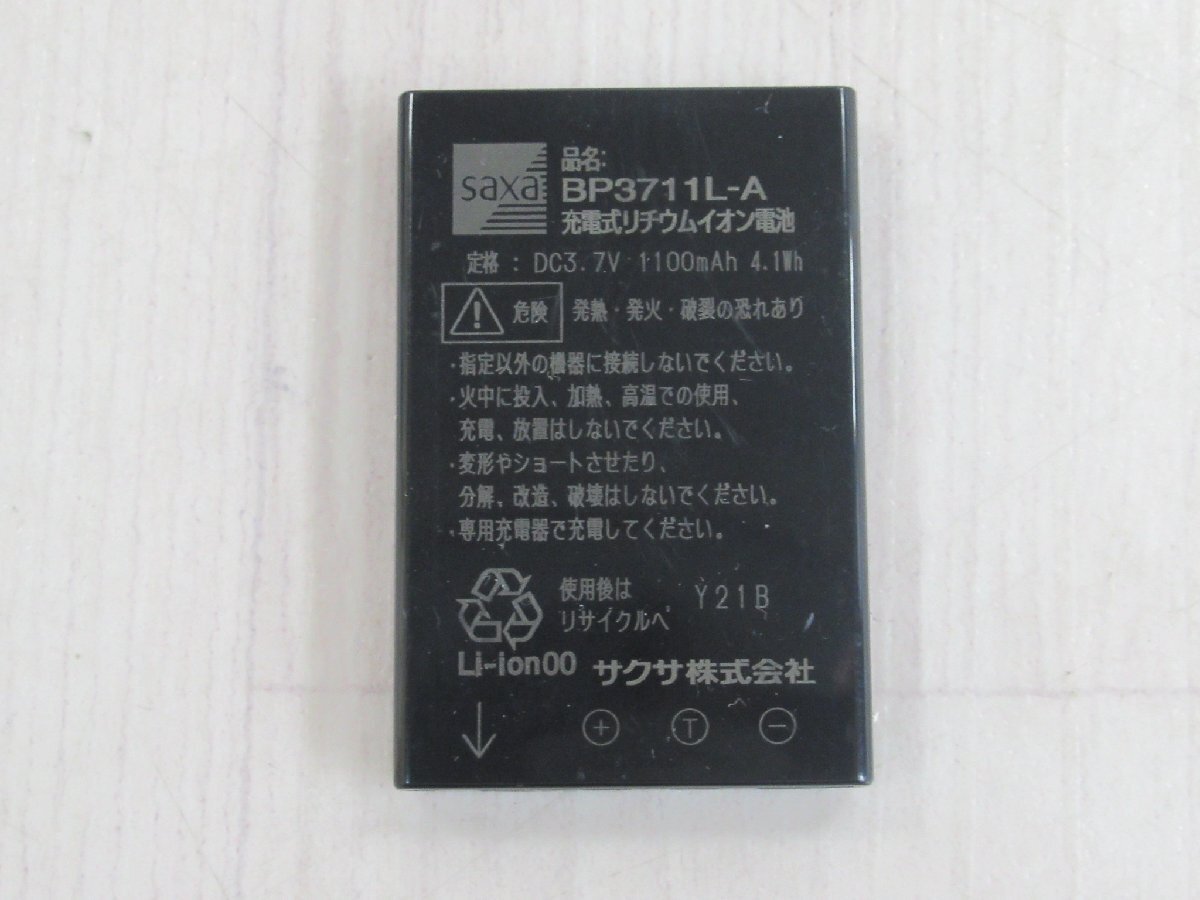 saxa
品名:
BP3711L-A
充電式リチウムイオン電池
定格 : DC3.7V 1100mAh 4.1Wh
危険 発熱・発火・破裂の恐れあり
・指定以外の機器に接続しないでください。
・火中に投入、加熱、高温での使用、
充電、放置はしないでください。
・変形やショートさせたり、
分解、改造、破壊はしないでください。
・専用充電器で充電してください。
使用後は
リサイクルへ
Y21B
Li-ion00
サクサ株式会社
+ T −